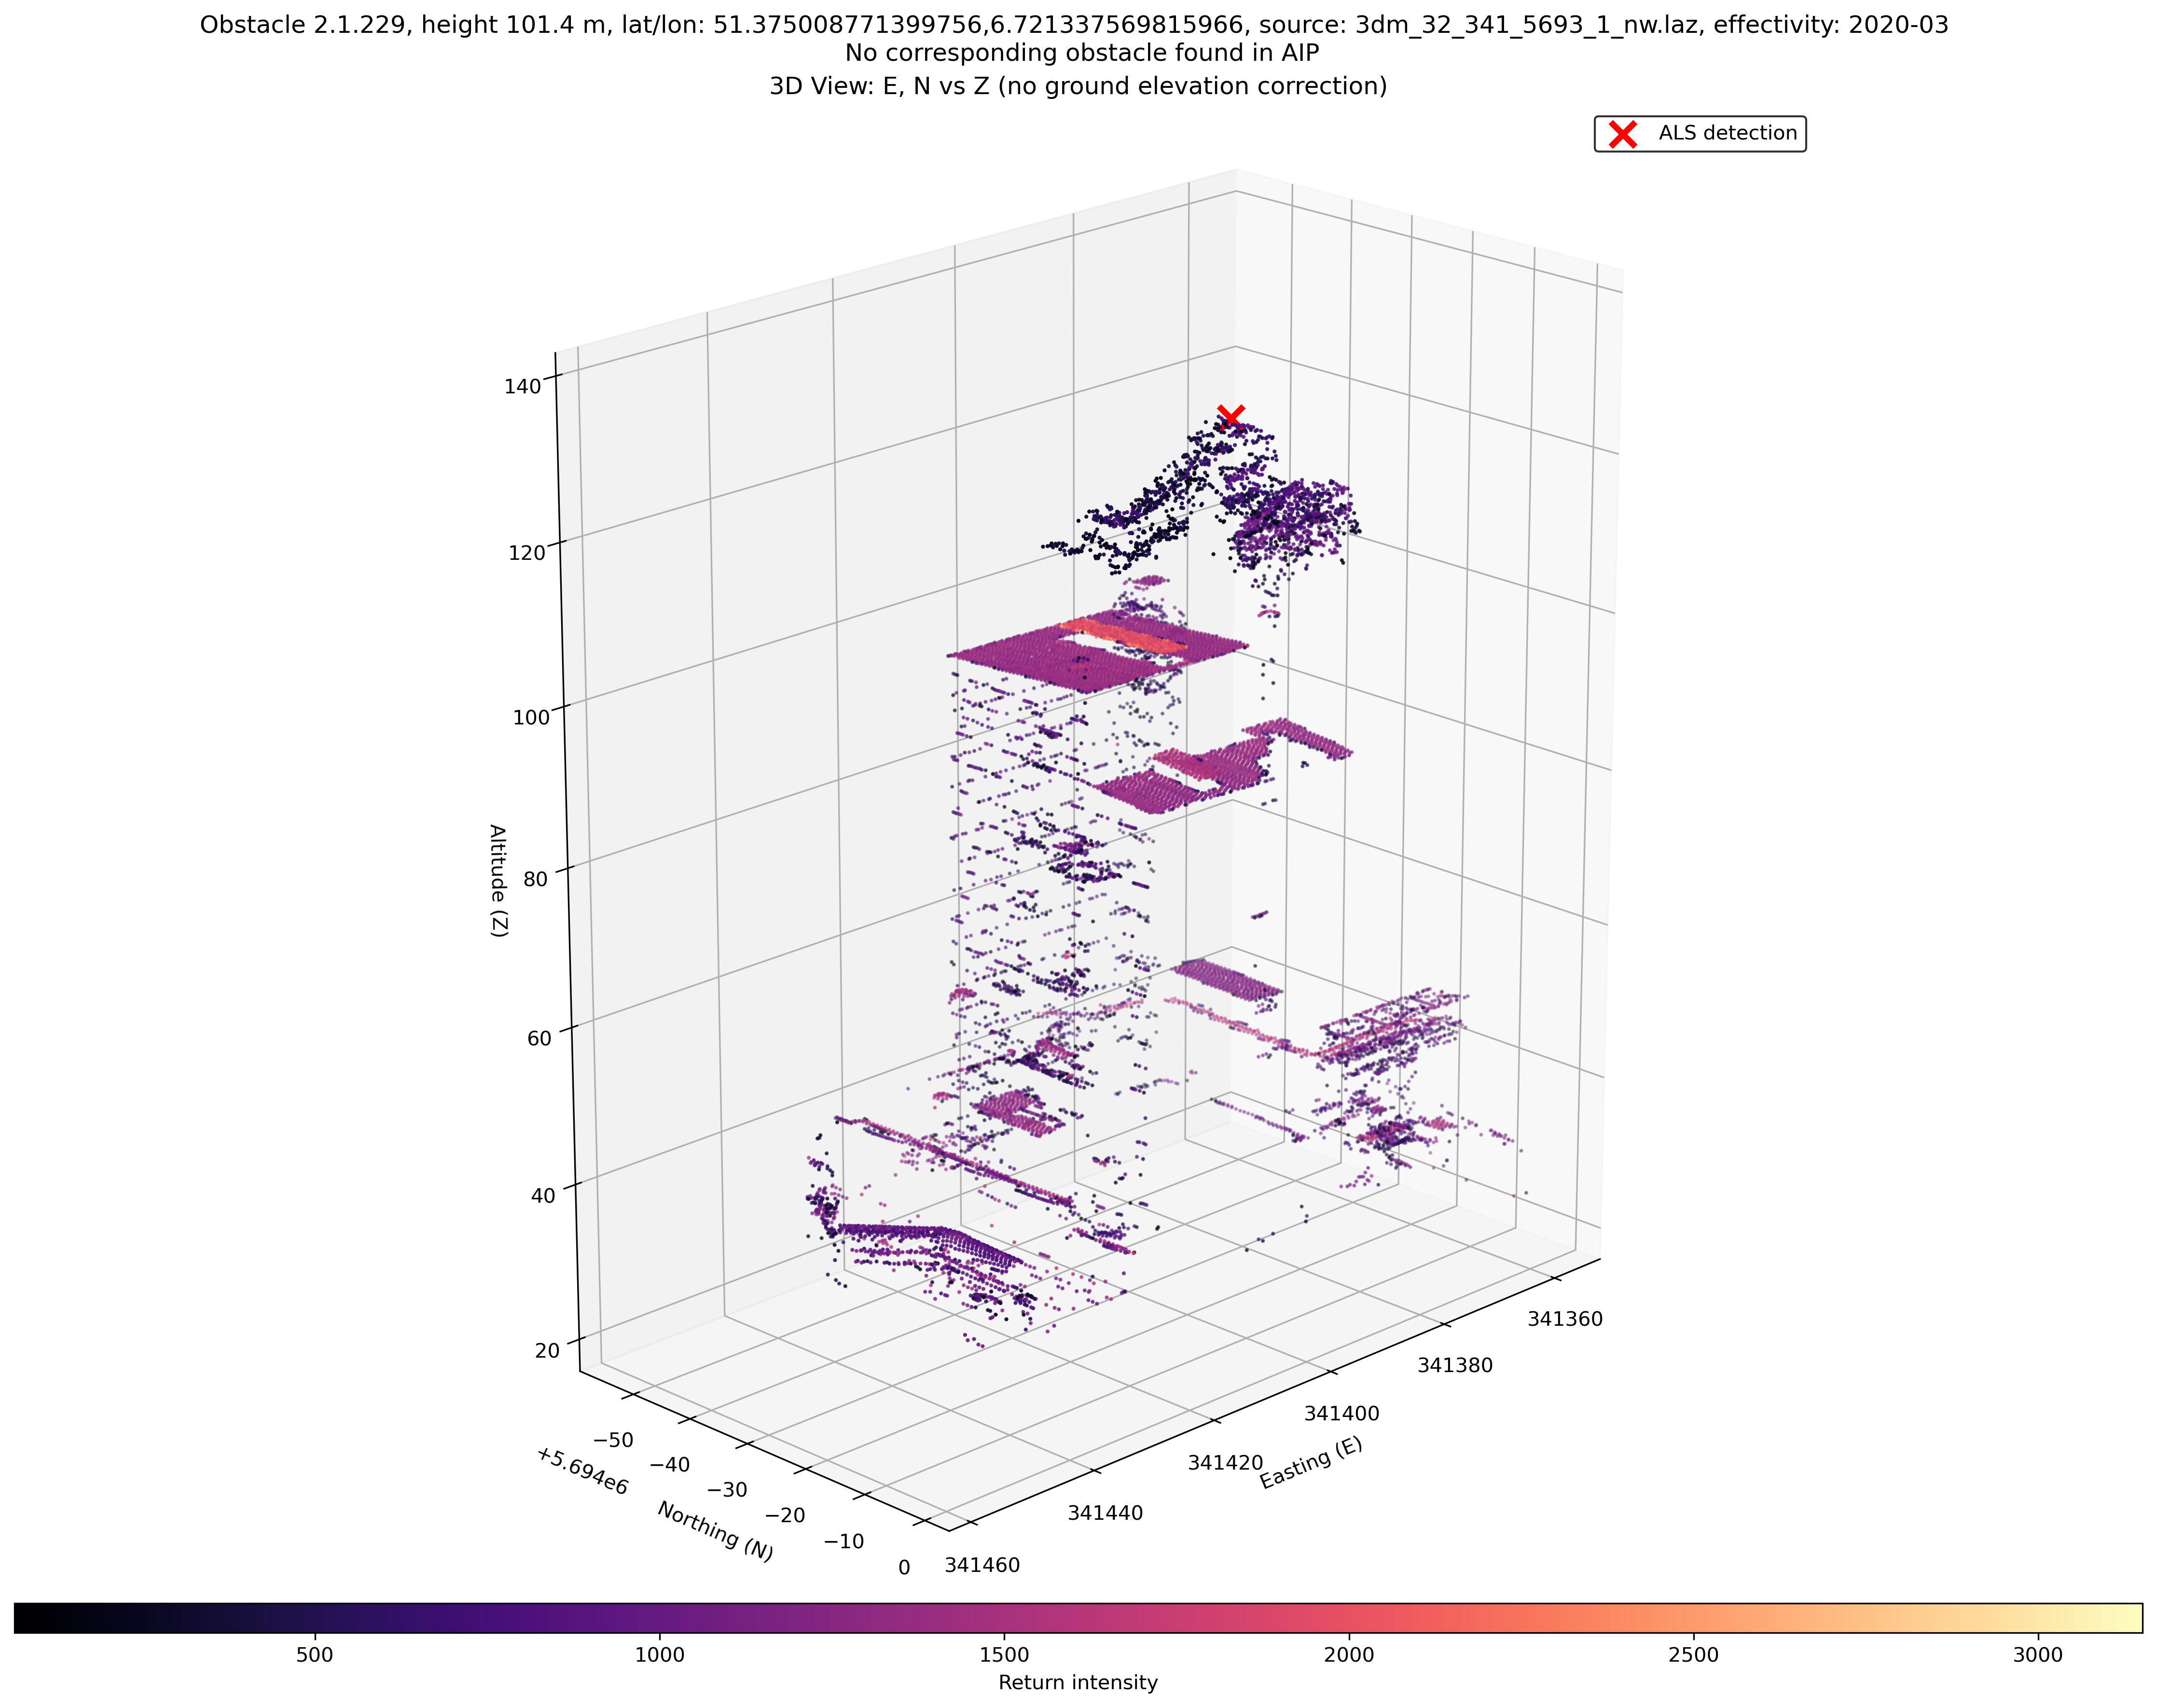 Obstacle 2.1.229, height 101.4 m, lat/lon: 51.375008771399756,6.721337569815966, source: 3dm_32_341_5693_1_nw.laz, effectivity: 2020-03
No corresponding obstacle found in AIP
3D View: E, N vs Z (no ground elevation correction)
ALS detection
140
120
100
80
60
40
20
Altitude (Z)
−50
−40
−30
−20
−10
0
+5.694e6
Northing (N)
341360
341380
341400
341420
341440
341460
Easting (E)
500
1000
1500
2000
2500
3000
Return intensity